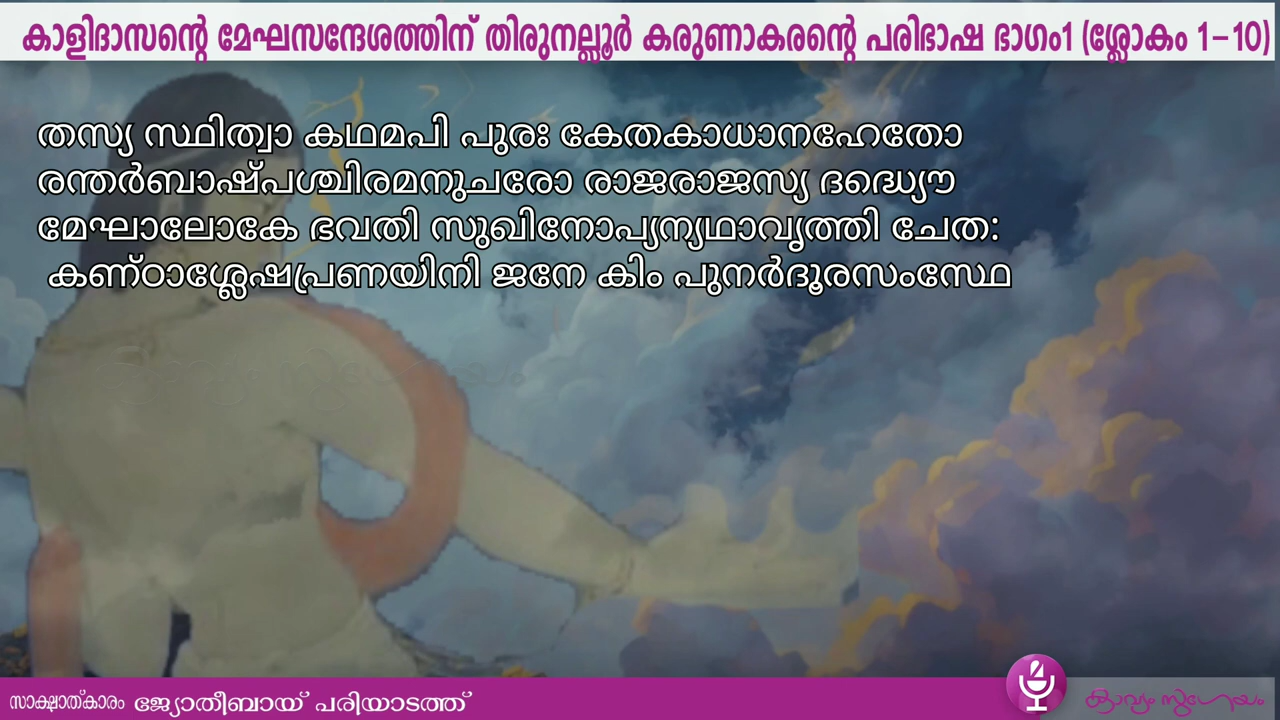 കാളിദാസന്റെ മേഘസന്ദേശത്തിന് തിരുനല്ലൂർ കരുണാകരന്റെ പരിഭാഷ ഭാഗം1 (ശ്ലോകം 1-10)
തസ്യ സ്ഥിത്വാ കഥമപി പുരഃ കേതകാധാനഹേതോ
രന്തർബാഷ്പശ്ചിരമനുചരോ രാജരാജസ്യ ദദ്ധ്യൌ
മേഘാലോകേ ഭവതി സുഖിനോപ്യന്യഥാവൃത്തി ചേത:
കണ്ഠാശ്ലേഷപ്രണയിനി ജനേ കിം പുനർദൂരസംസ്ഥേ
സാക്ഷാത്കാരം ജ്യോതീബായ് പരിയാടത്ത്
കാവ്യം സുഗേയം